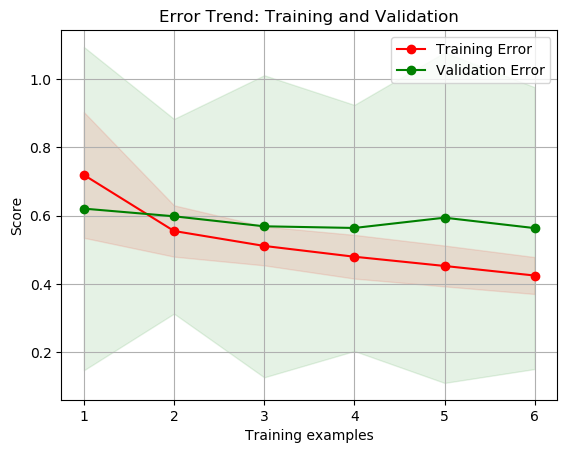 Error Trend: Training and Validation
Training Error
Validation Error
1.0
0.8
0.6
0.4
0.2
Score
1 2 3 4 5 6
Training examples